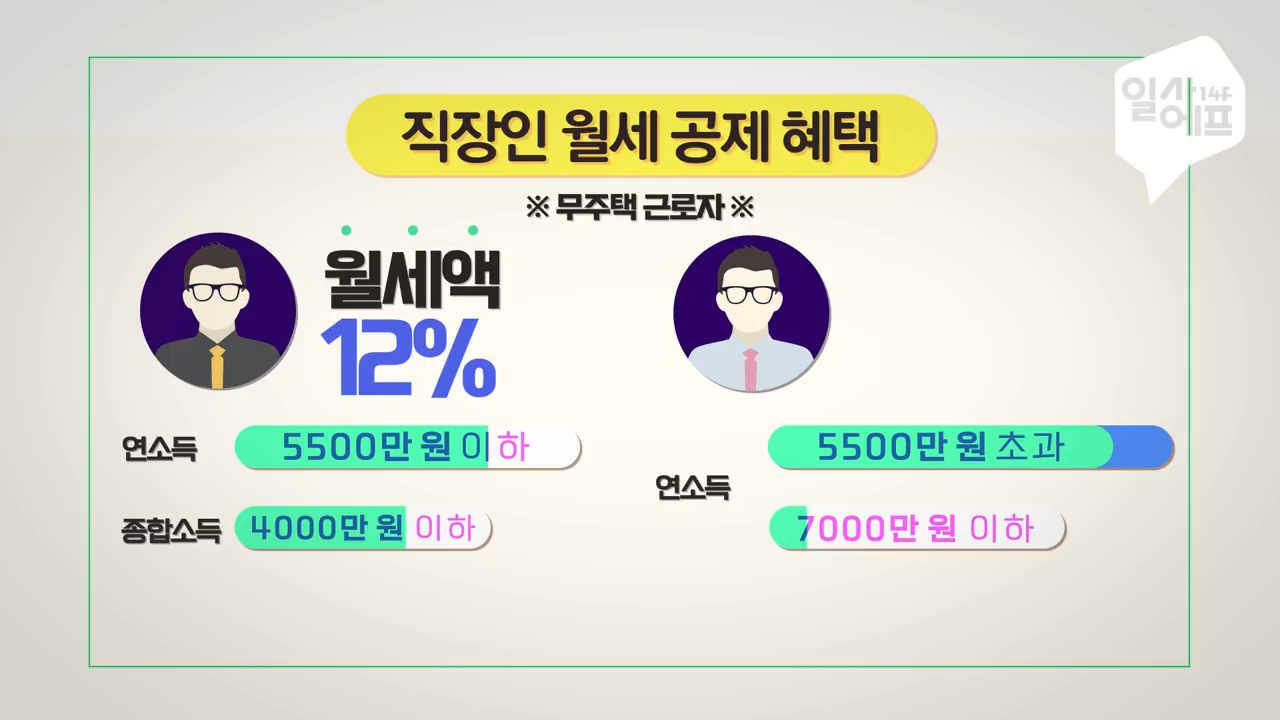 일사 14F
에프
직장인 월세 공제 혜택
※ 무주택 근로자 ※
월세액
12%
연소득 5500만 원 이하
종합소득 4000만 원 이하
연소득
5500만 원 초과
7000만 원 이하